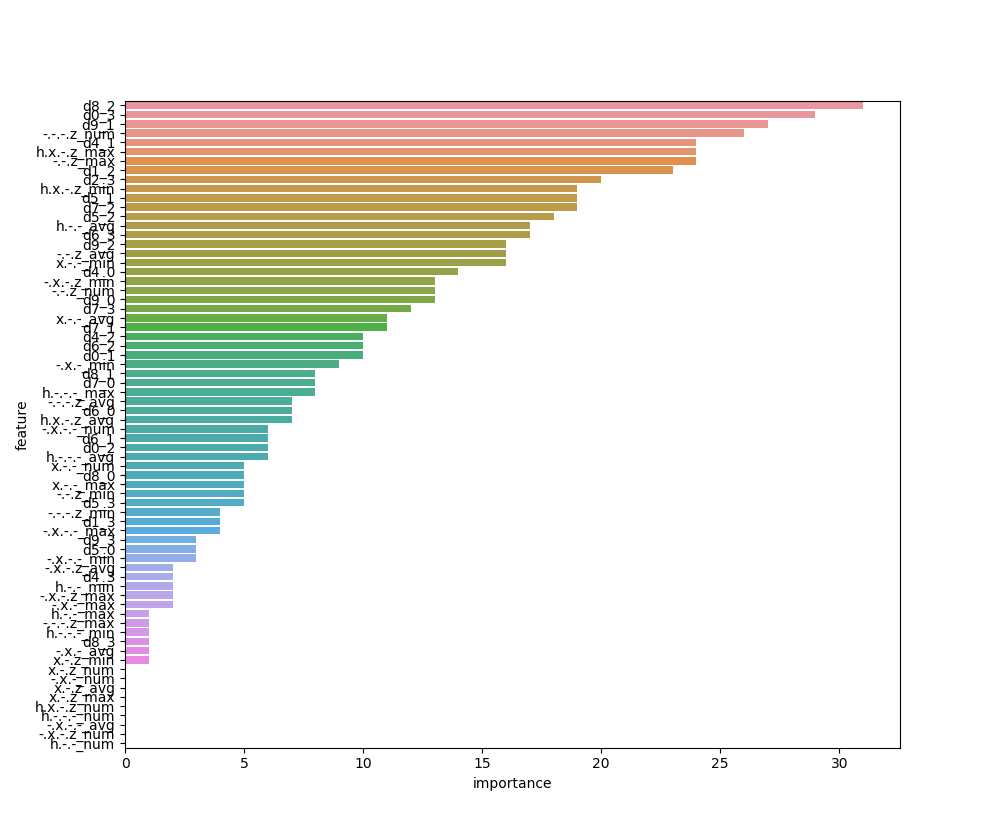 d8_2
d0_3
d9_1
-.-.-.z_num
d4_1
h.x.-.z_max
-.-.z_max
d1_2
d2_3
h.x.-.z_min
d5_1
d7_2
d5_2
h.-.-_avg
d6_3
d9_2
-.-.z_avg
x.-.-_min
d4_0
-.x.-.z_min
-.-.z_num
d9_0
d7_3
x.-.-_avg
d7_1
d4_2
d6_2
d0_1
-.x.-_min
d8_1
d7_0
h.-.-.-_max
-.-.-.z_avg
d6_0
h.x.-.z_avg
-.x.-.-_num
d6_1
d0_2
h.-.-.-_avg
x.-.-_num
d8_0
x.-.-_max
-.-.z_min
d5_3
-.-.-.z_min
d1_3
-.x.-.-_max
d9_3
d5_0
-.x.-.-_min
-.x.-.z_avg
d4_3
h.-.-_min
-.x.-.z_max
-.x.-_max
h.-.-_max
-.-.-.z_max
h.-.-.-_min
d8_3
-.x.-_avg
x.-.z_min
x.-.z_num
-.x.-_num
x.-.z_avg
x.-.z_max
h.x.-.z_num
h.-.-.-_num
-.x.-.-_avg
-.x.-.z_num
h.-.-_num
feature
0 5 10 15 20 25 30
importance